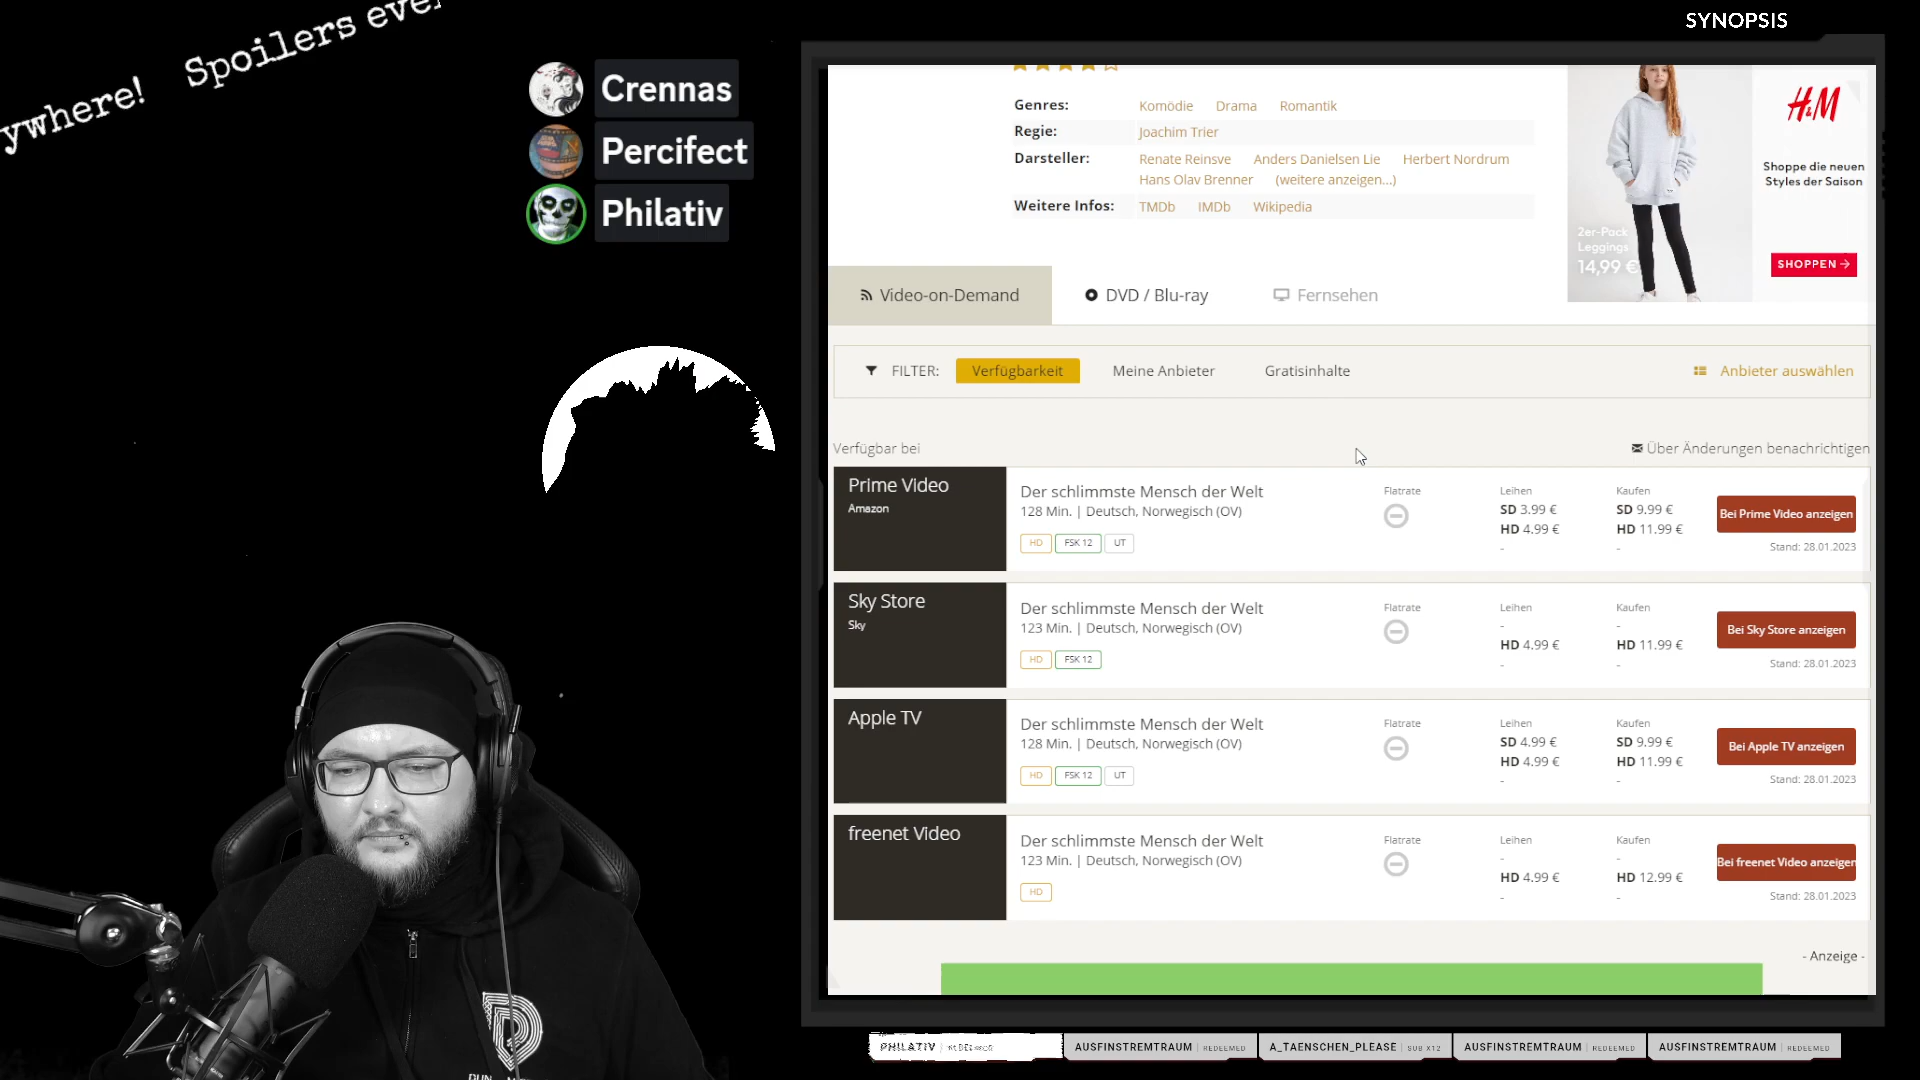 SYNOPSIS
ywhere! Spoilers eve
Crennas
Percifect
Philativ
Genres: Komödie Drama Romantik
Regie: Joachim Trier
Darsteller: Renate Reinsve Anders Danielsen Lie Herbert Nordrum
Hans Olav Brenner (weitere anzeigen...)
Weitere Infos: TMDb IMDb Wikipedia
H&M
Shoppe die neuen
Styles der Saison
2er-Pack
Leggings
14,99 €
SHOPPEN →
Video-on-Demand DVD / Blu-ray Fernsehen
FILTER: Verfügbarkeit Meine Anbieter Gratisinhalte Anbieter auswählen
Verfügbar bei Über Änderungen benachrichtigen
Prime Video
Amazon
Der schlimmste Mensch der Welt
128 Min. | Deutsch, Norwegisch (OV)
HD FSK 12 UT
Flatrate
Leihen
SD 3.99 €
HD 4.99 €
-
Kaufen
SD 9.99 €
HD 11.99 €
-
Bei Prime Video anzeigen
Stand: 28.01.2023
Sky Store
Sky
Der schlimmste Mensch der Welt
123 Min. | Deutsch, Norwegisch (OV)
HD FSK 12
Flatrate
Leihen
-
HD 4.99 €
-
Kaufen
-
HD 11.99 €
-
Bei Sky Store anzeigen
Stand: 28.01.2023
Apple TV
Der schlimmste Mensch der Welt
128 Min. | Deutsch, Norwegisch (OV)
HD FSK 12 UT
Flatrate
Leihen
SD 4.99 €
HD 4.99 €
-
Kaufen
SD 9.99 €
HD 11.99 €
-
Bei Apple TV anzeigen
Stand: 28.01.2023
freenet Video
Der schlimmste Mensch der Welt
123 Min. | Deutsch, Norwegisch (OV)
HD
Flatrate
Leihen
-
HD 4.99 €
-
Kaufen
-
HD 12.99 €
-
Bei freenet Video anzeigen
Stand: 28.01.2023
- Anzeige -
PHILATIV | REDEEMED AUSFINSTREMTRAUM | REDEEMED A_TAENSCHEN_PLEASE | SUB X12 AUSFINSTREMTRAUM | REDEEMED AUSFINSTREMTRAUM | REDEEMED